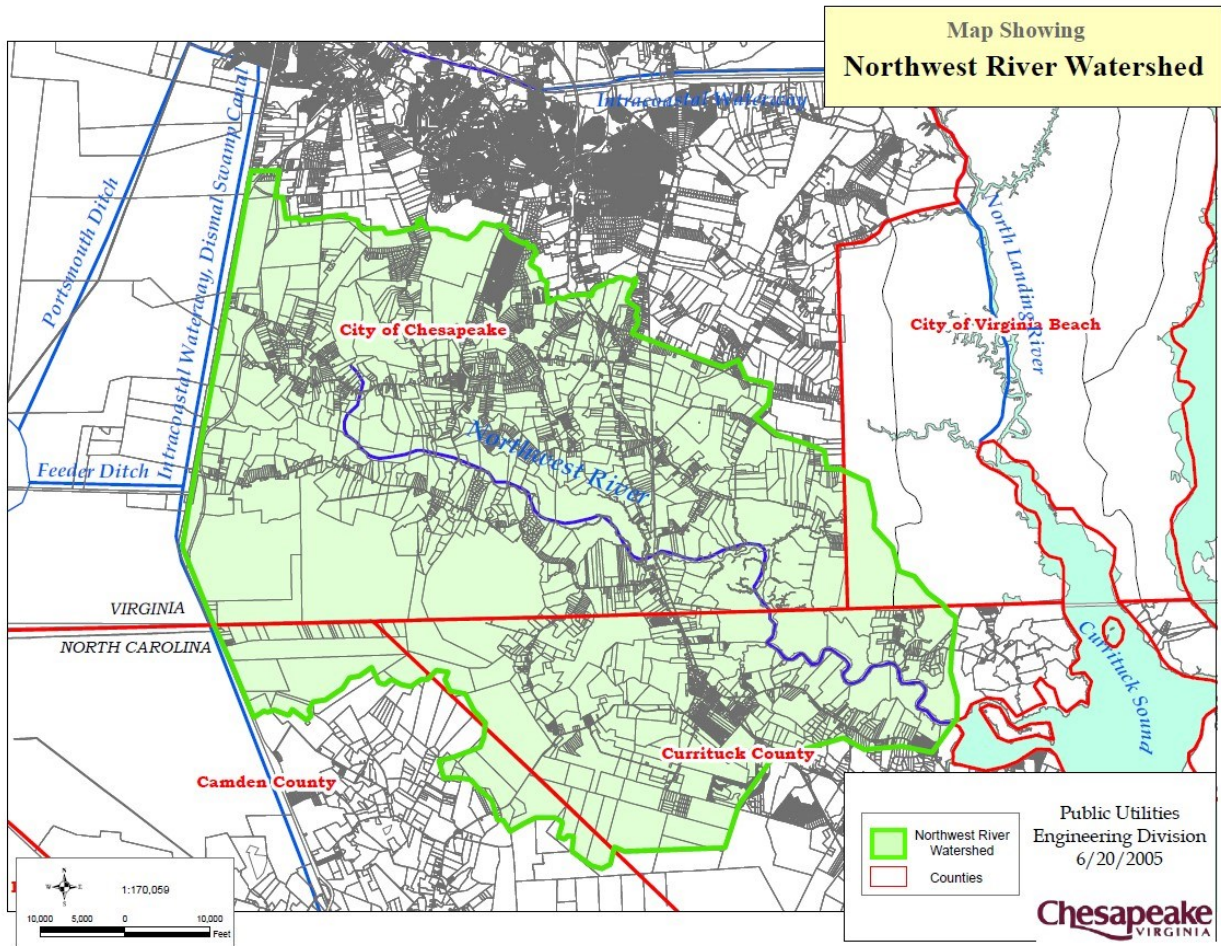 Map Showing
Northwest River Watershed
Intracoastal Waterway
Portsmouth Ditch
Intracoastal Waterway, Dismal Swamp Canal
North Landing River
City of Chesapeake
City of Virginia Beach
Northwest River
Feeder Ditch
VIRGINIA
NORTH CAROLINA
Currituck Sound
Currituck County
Camden County
Northwest River
Watershed
Counties
Public Utilities
Engineering Division
6/20/2005
Chesapeake
VIRGINIA
N
W E
S
1:170,059
10,000 5,000 0 10,000
Feet